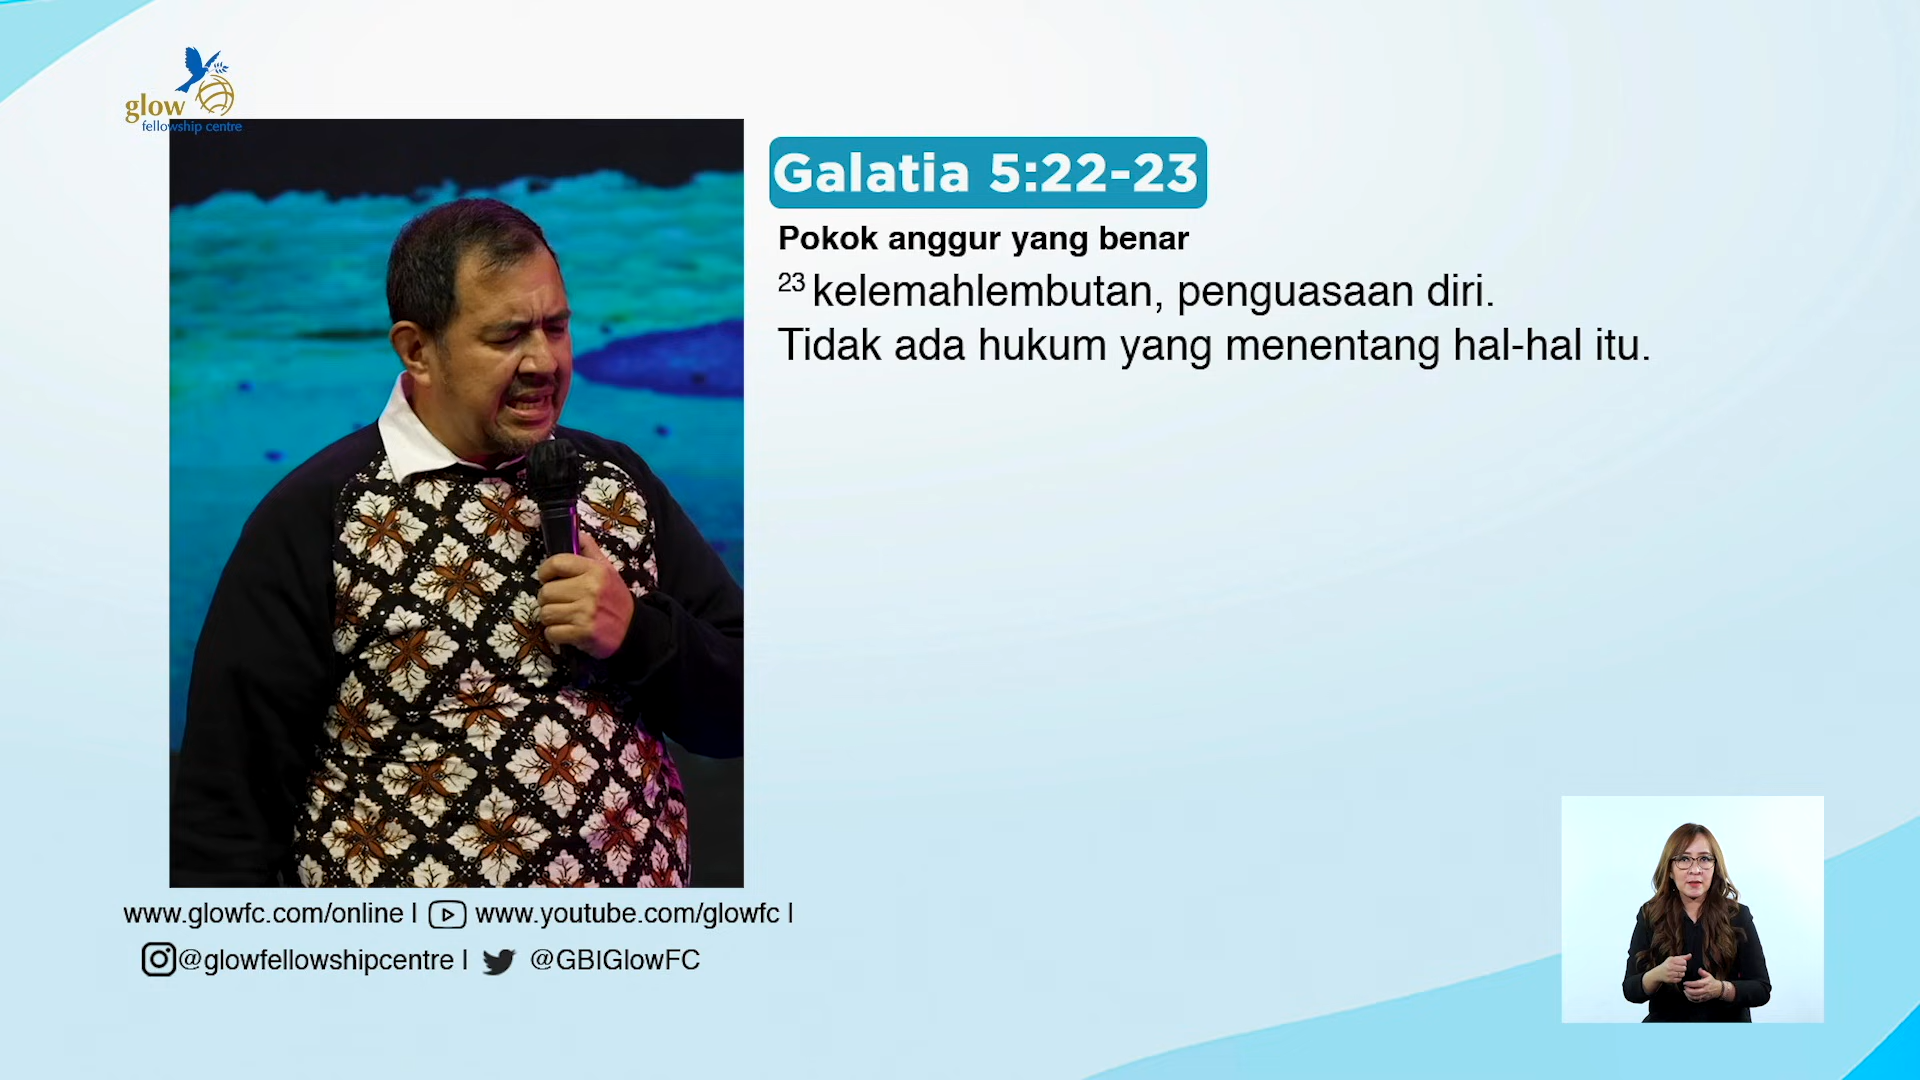 glow
fellowship centre
Galatia 5:22-23
Pokok anggur yang benar
23 kelemahlembutan, penguasaan diri.
Tidak ada hukum yang menentang hal-hal itu.
www.glowfc.com/online | www.youtube.com/glowfc |
@glowfellowshipcentre | @GBIGlowFC